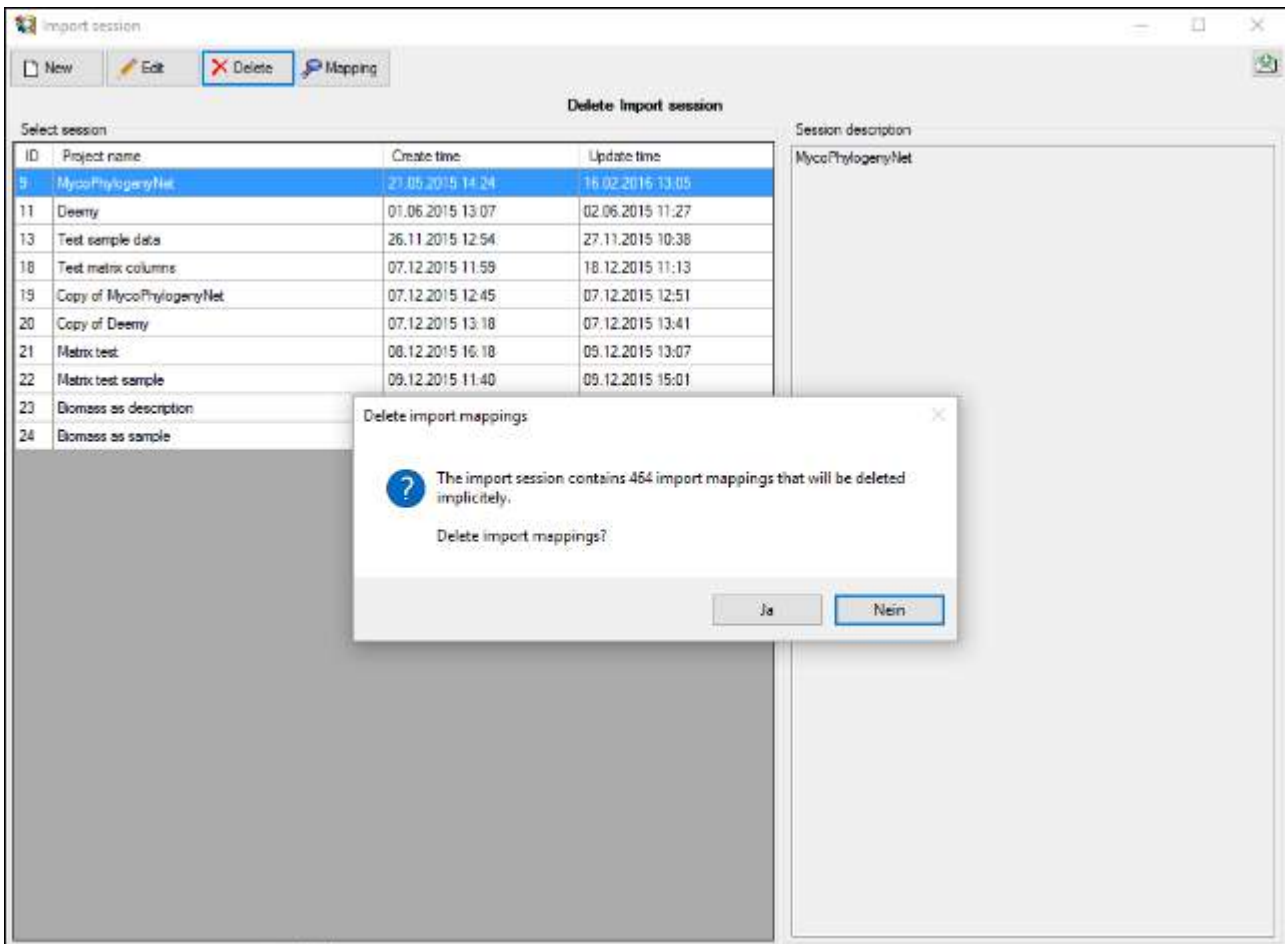 Import session
New Edit Delete Mapping
Delete Import session
Select session
Session description
ID Project name Create time Update time
MycoPhylogenyNet
9 MycoPhylogenyNet 21.05.2015 14:24 16.02.2016 13:05
11 Deemy 01.06.2015 13:07 02.06.2015 11:27
13 Test sample data 26.11.2015 12:54 27.11.2015 10:38
18 Test matrix columns 07.12.2015 11:59 18.12.2015 11:13
19 Copy of MycoPhylogenyNet 07.12.2015 12:45 07.12.2015 12:51
20 Copy of Deemy 07.12.2015 13:18 07.12.2015 13:41
21 Matrix test 08.12.2015 16:18 09.12.2015 13:07
22 Matrix test sample 09.12.2015 11:40 09.12.2015 15:01
23 Biomass as description
24 Biomass as sample
Delete import mappings
The import session contains 464 import mappings that will be deleted
implicitely.
Delete import mappings?
Ja Nein